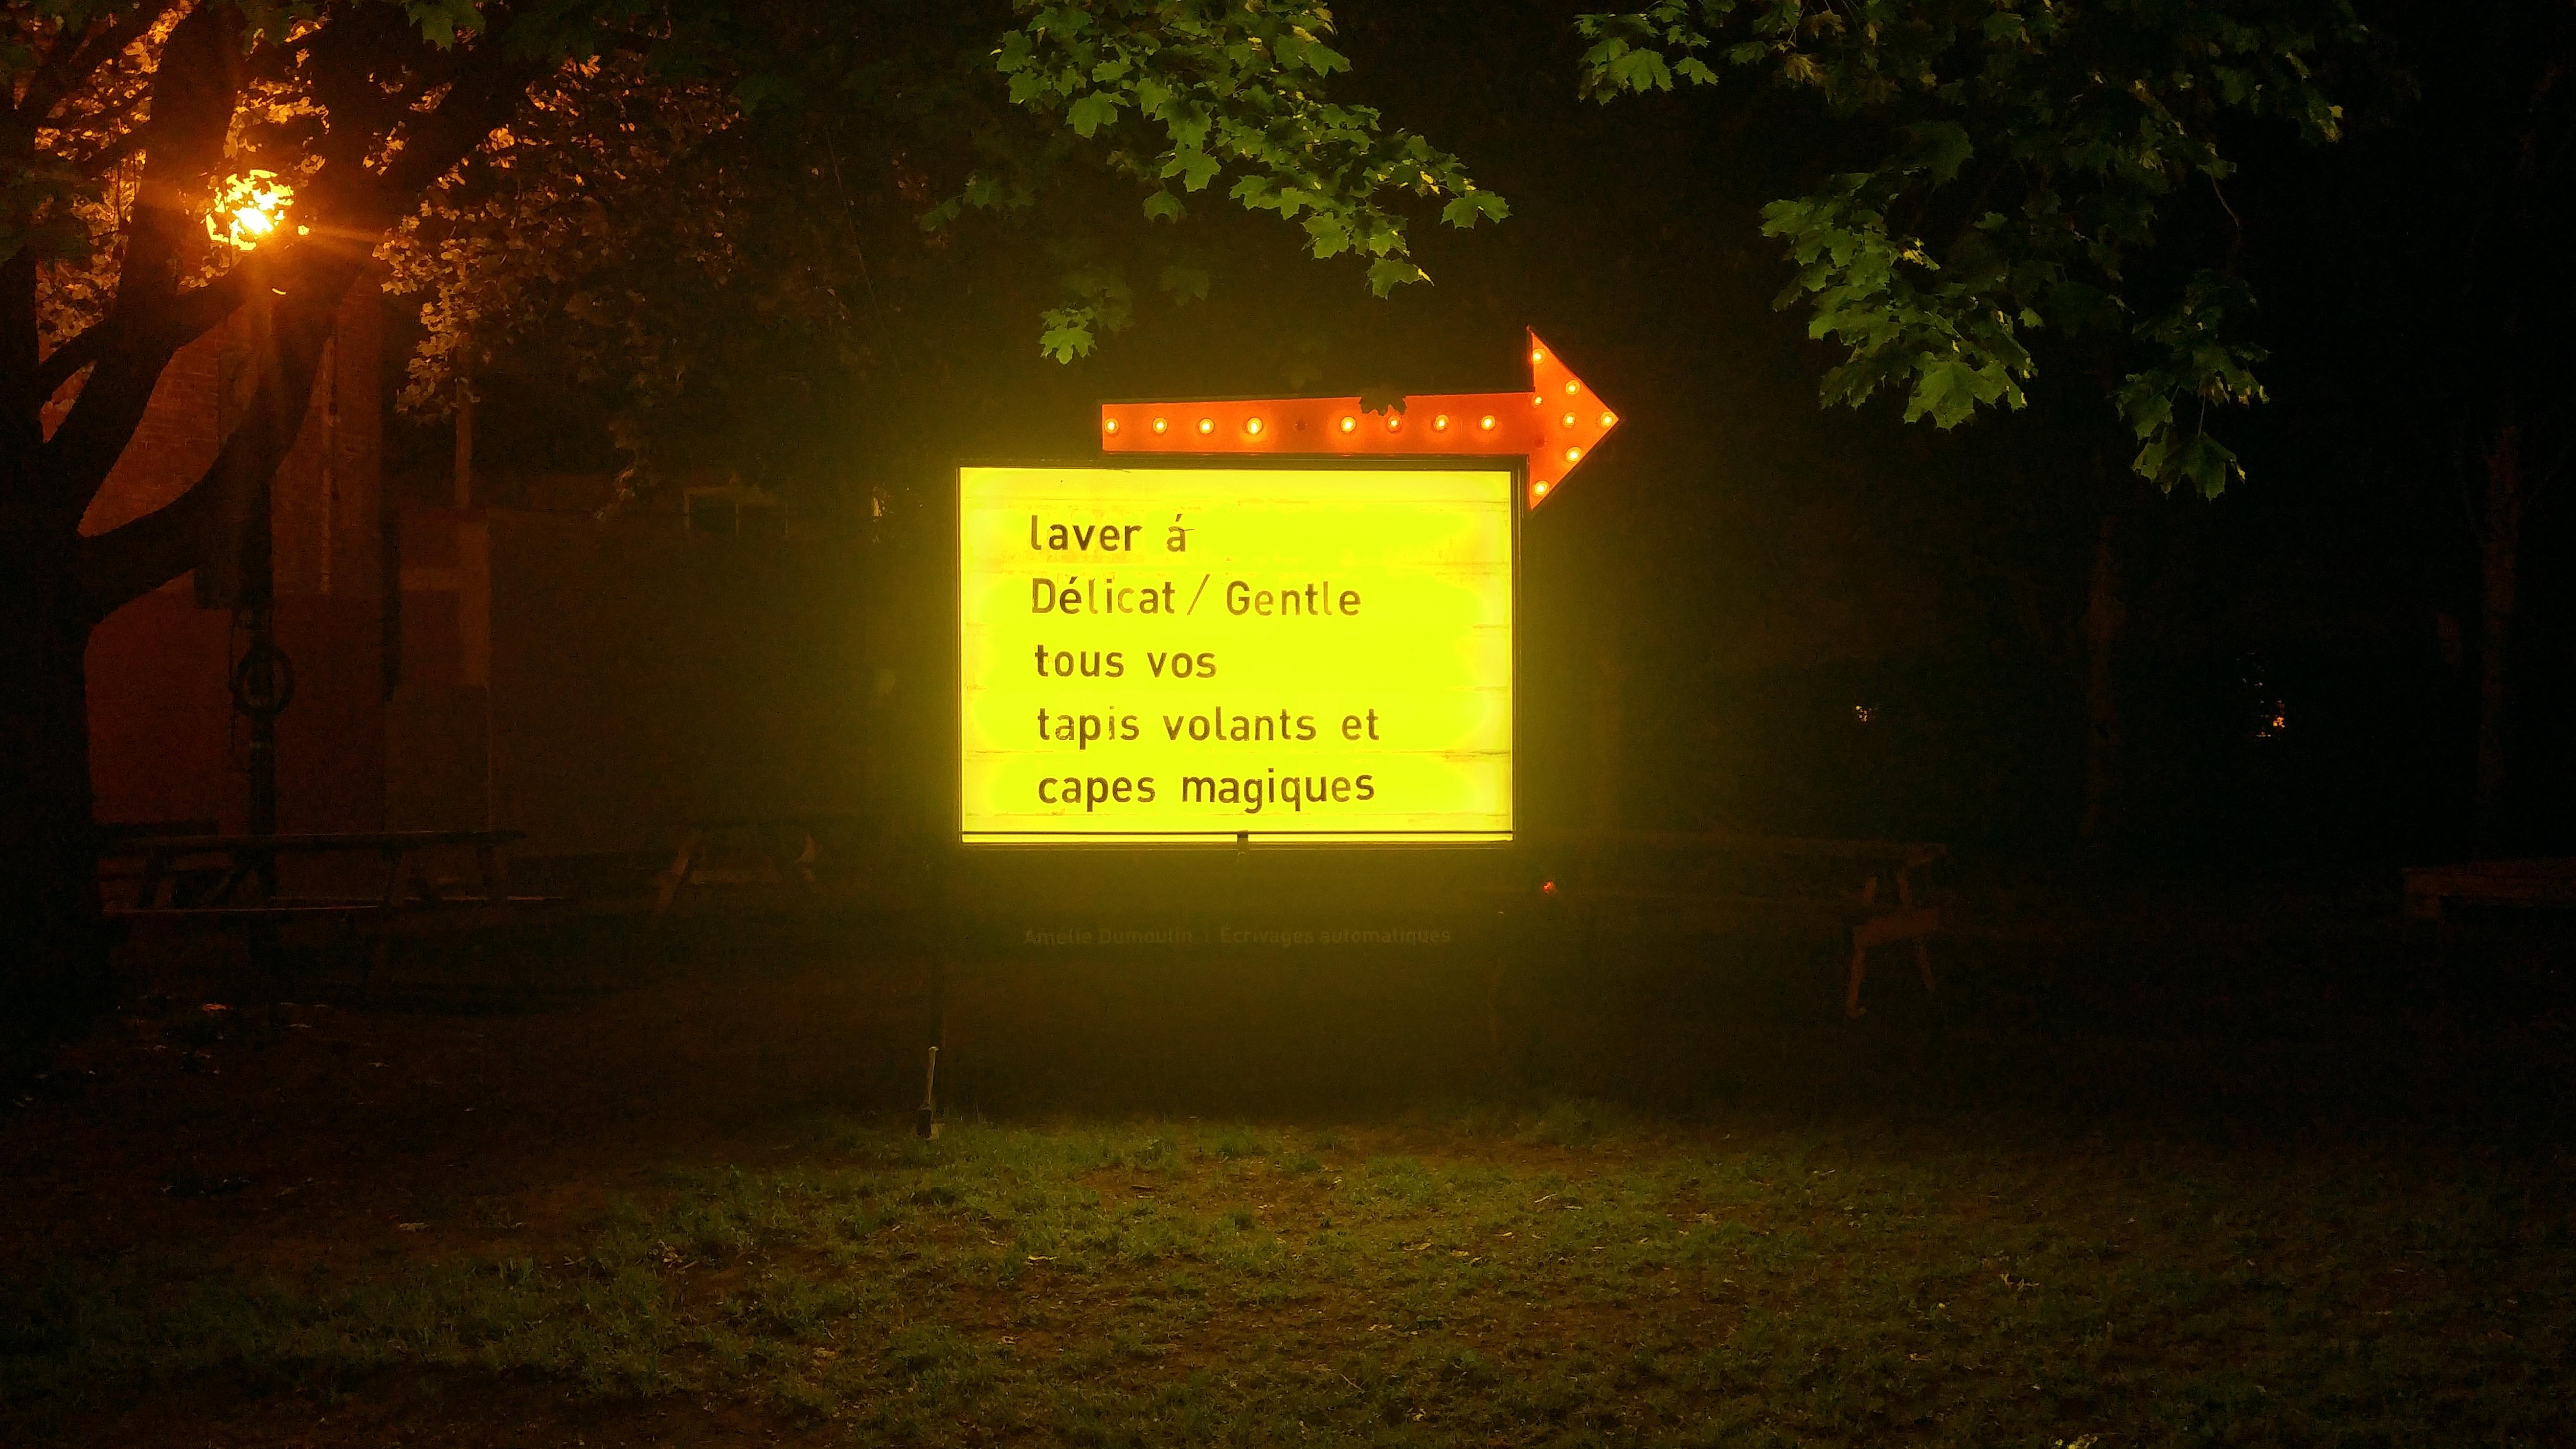 laver á
Délicat / Gentle
tous vos
tapis volants et
capes magiques
Amélie Dumoulin : Écrivages automatiques